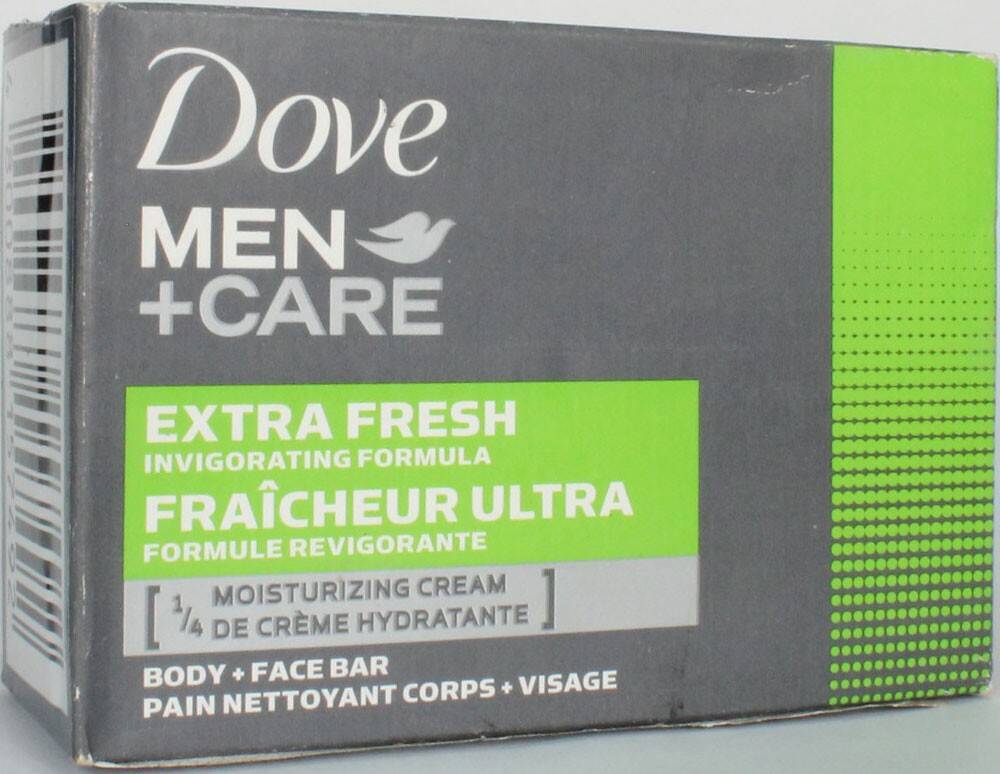 Dove
MEN
+CARE
EXTRA FRESH
INVIGORATING FORMULA
FRAÎCHEUR ULTRA
FORMULE REVIGORANTE
[ 1/4 MOISTURIZING CREAM
DE CRÈME HYDRATANTE ]
BODY + FACE BAR
PAIN NETTOYANT CORPS + VISAGE